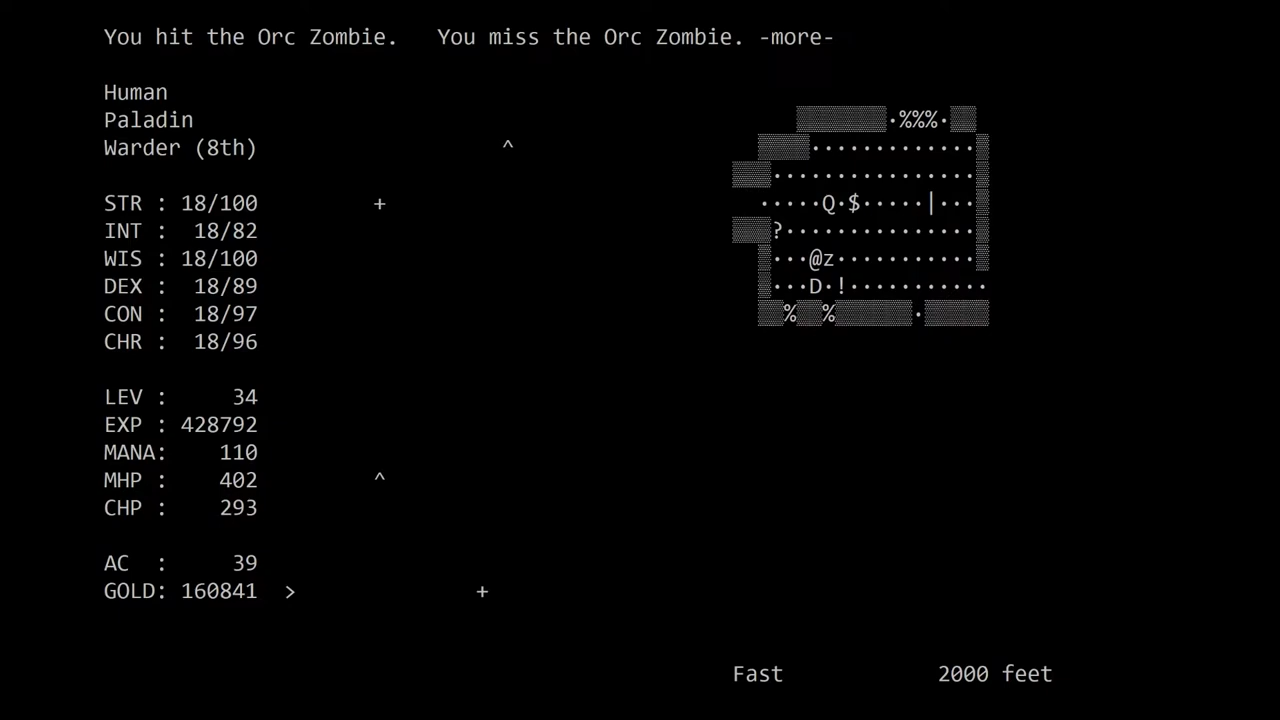 You hit the Orc Zombie.   You miss the Orc Zombie. -more-
Human
Paladin                                                       ▒▒▒▒▒▒▒·%%%·▒▒
Warder (8th)                   ^                       ▒▒▒▒·············▒
                                                 ▒▒▒················▒
STR : 18/100         +                              ·····Q·$·····|···▒
INT :  18/82                                     ▒▒▒?···············▒
WIS : 18/100                                       ▒···@z···········▒
DEX :  18/89                                       ▒···D·!···········
CON :  18/97                                       ▒▒%▒▒%▒▒▒▒▒▒·▒▒▒▒▒
CHR :  18/96
LEV :     34
EXP : 428792
MANA:    110
MHP :    402         ^
CHP :    293
AC  :     39
GOLD: 160841  >              +
Fast            2000 feet